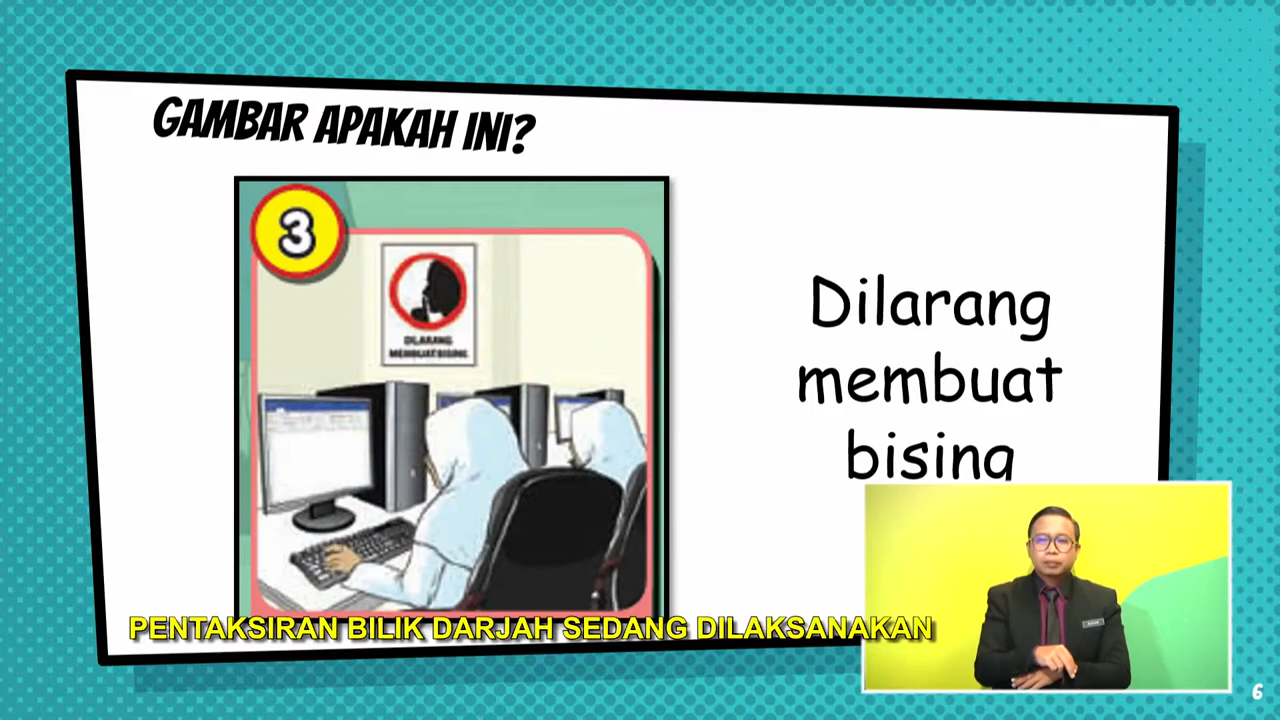 GAMBAR APAKAH INI?
3
DILARANG
MEMBUAT BISING
Dilarang
membuat
bising
PENTAKSIRAN BILIK DARJAH SEDANG DILAKSANAKAN
6